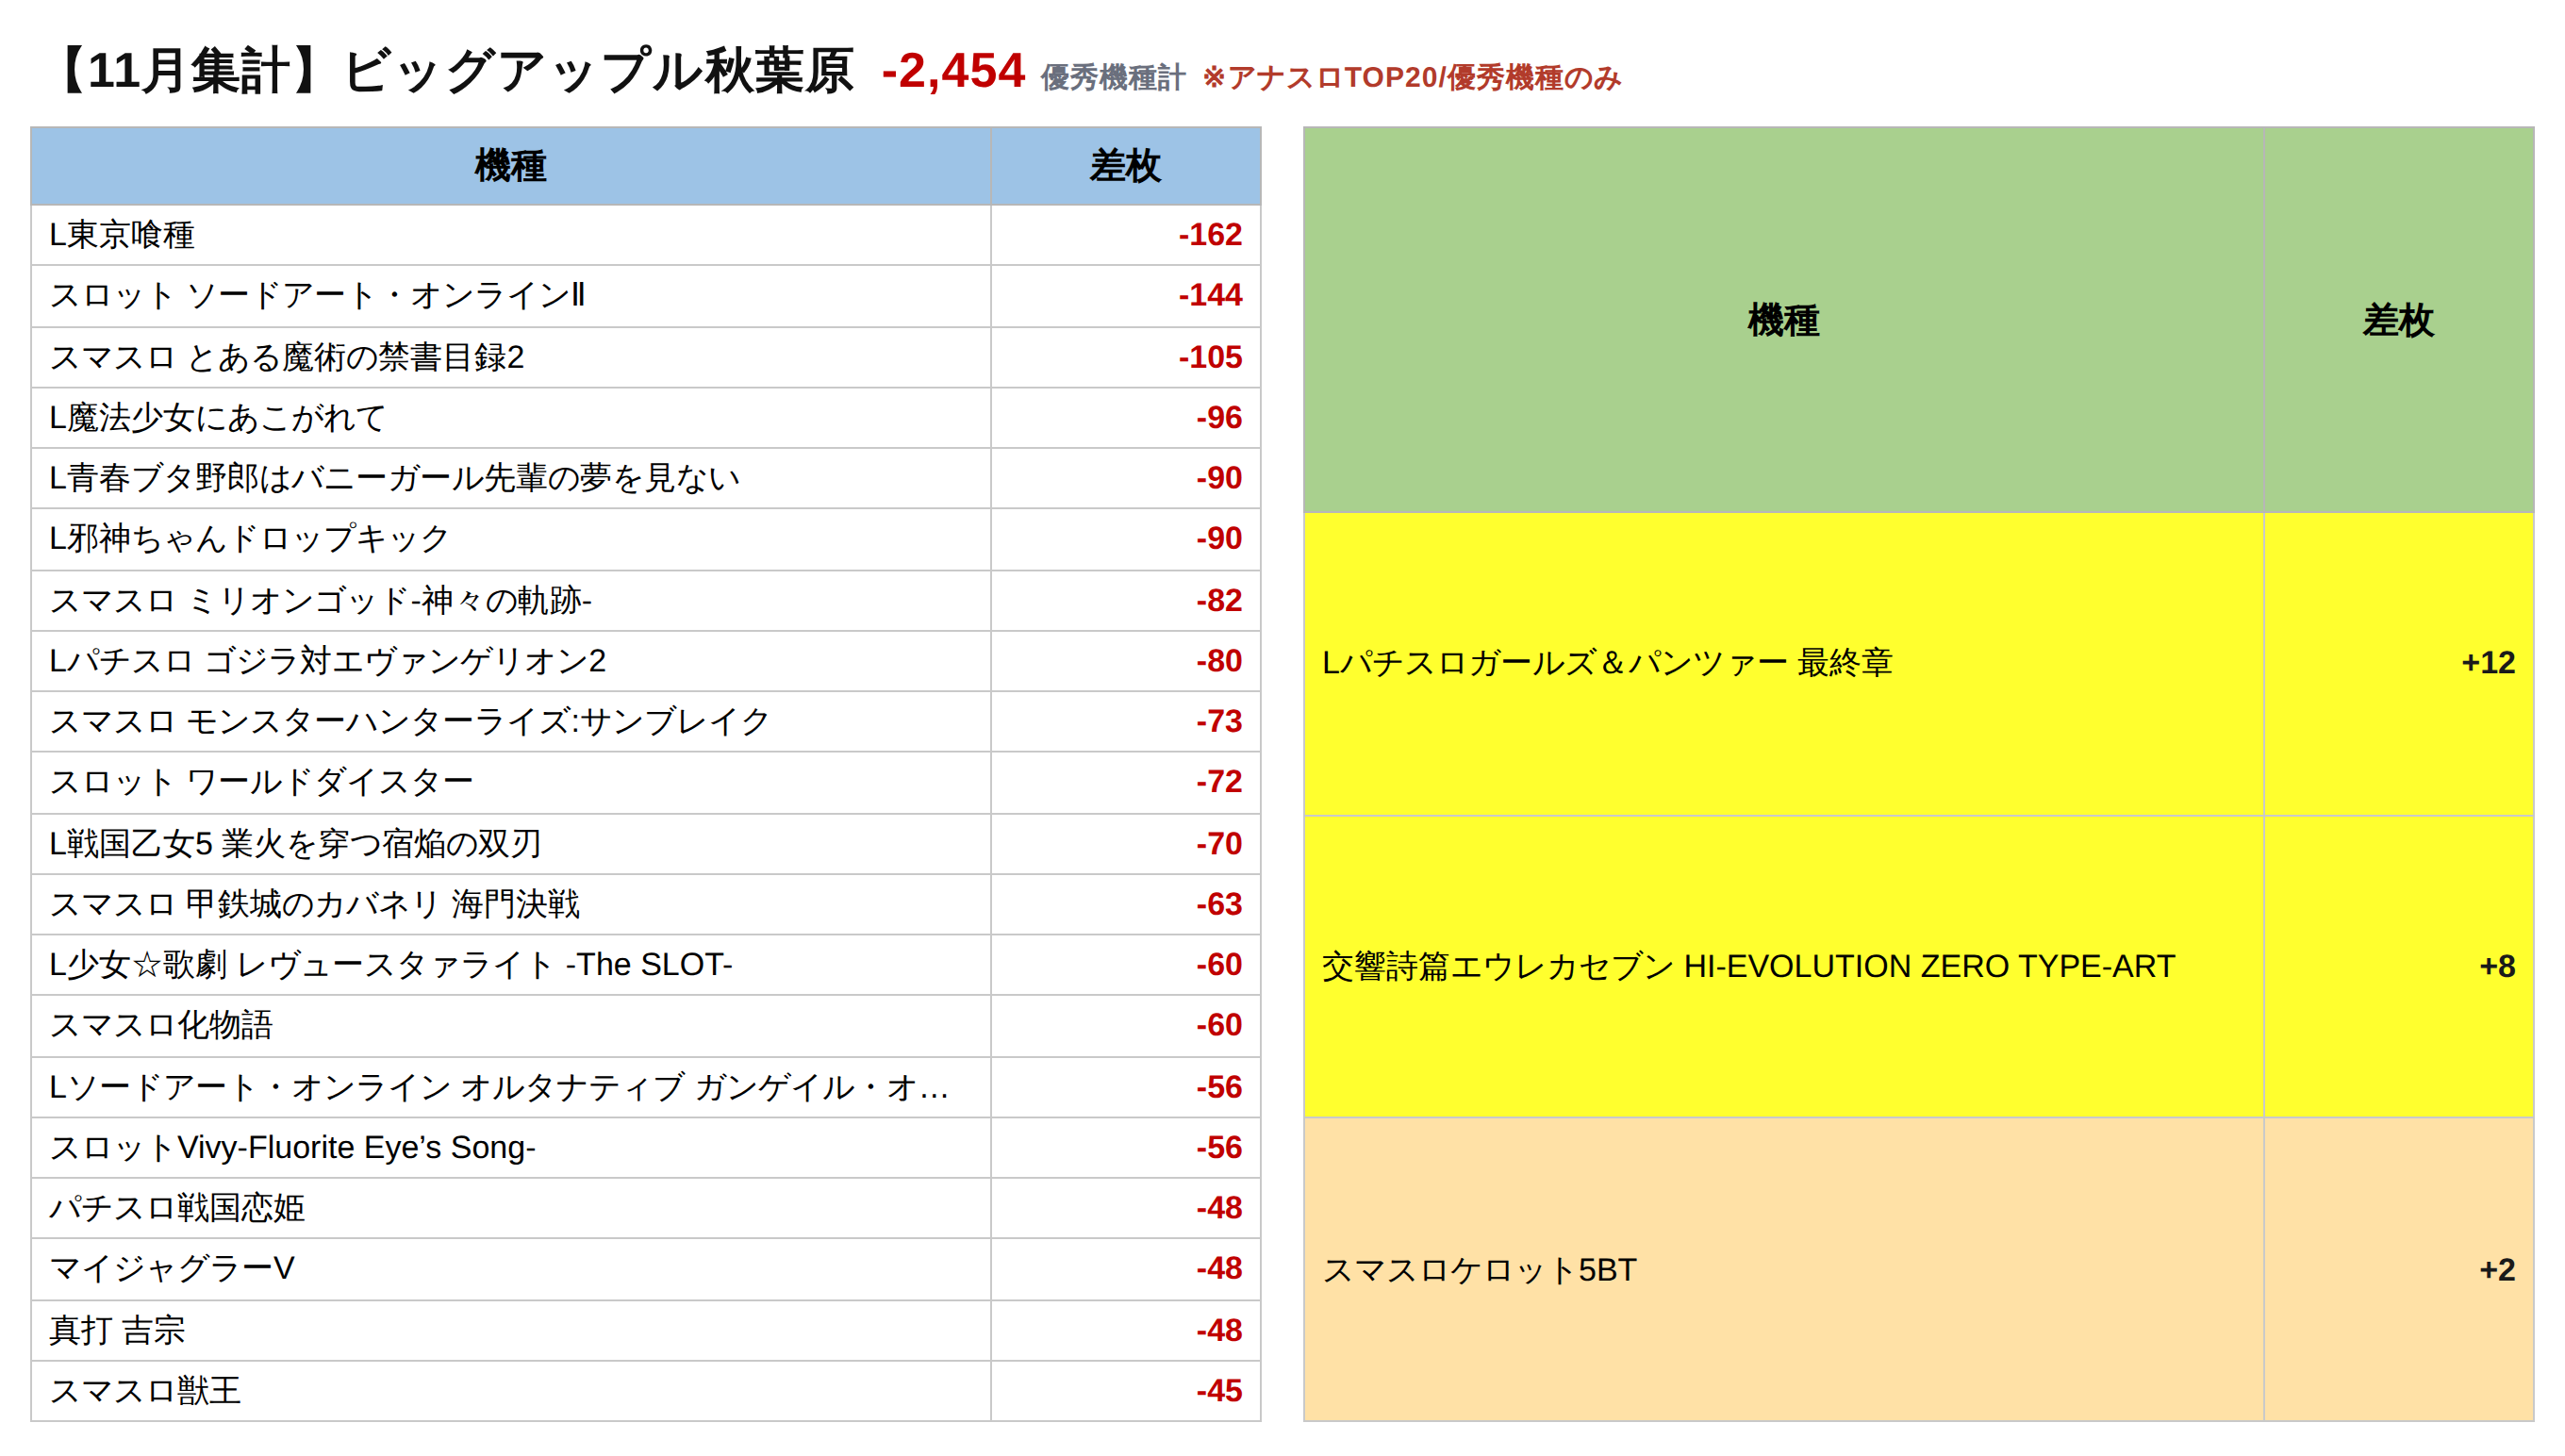 【11月集計】ビッグアップル秋葉原 -2,454 優秀機種計 ※アナスロTOP20/優秀機種のみ
機種 差枚
L東京喰種 -162
スロット ソードアート・オンラインⅡ -144
スマスロ とある魔術の禁書目録2 -105
L魔法少女にあこがれて -96
L青春ブタ野郎はバニーガール先輩の夢を見ない -90
L邪神ちゃんドロップキック -90
スマスロ ミリオンゴッド-神々の軌跡- -82
Lパチスロ ゴジラ対エヴァンゲリオン2 -80
スマスロ モンスターハンターライズ:サンブレイク -73
スロット ワールドダイスター -72
L戦国乙女5 業火を穿つ宿焔の双刃 -70
スマスロ 甲鉄城のカバネリ 海門決戦 -63
L少女☆歌劇 レヴュースタァライト -The SLOT- -60
スマスロ化物語 -60
Lソードアート・オンライン オルタナティブ ガンゲイル・オ… -56
スロットVivy-Fluorite Eye’s Song- -56
パチスロ戦国恋姫 -48
マイジャグラーV -48
真打 吉宗 -48
スマスロ獣王 -45
機種 差枚
Lパチスロガールズ＆パンツァー 最終章 +12
交響詩篇エウレカセブン HI-EVOLUTION ZERO TYPE-ART +8
スマスロケロット5BT +2